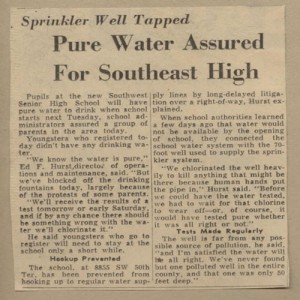 Sprinkler Well Tapped
Pure Water Assured
For Southeast High
Pupils at the new Southwest
Senior High School will have
pure water to drink when school
starts next Tuesday, school ad-
ministrators assured a group of
parents in the area today.
Youngsters who registered to-
day didn't have any drinking wa-
ter.
"We know the water is pure,"
Ed F. Hurst, director of opera-
tions and maintenance, said. "But
we've blocked off the drinking
fountains today, largely because
of the protests of some parents.
"We'll receive the results of a
test tomorrow or early Saturday,
and if by any chance there should
be something wrong with the wa-
ter we'll chlorinate it."
He said youngsters who go to
register will need to stay at the
school only a short while.
Hookup Prevented
The school, at 8855 SW 50th
Ter., has been prevented from
hooking up to regular water sup-
ply lines by long-delayed litiga-
tion over a right-of-way, Hurst ex-
plained.
When school authorities learned
a few days ago that water would
not be available by the opening
of school, they connected the
school water system with the 70-
foot well used to supply the sprin-
kler system.
"We chlorinated the well heav-
ily to kill anything that might be
there because human hands put
the pipe in," Hurst said. "Before
we could have the water tested,
we had to wait for that chlorine
to wear off—or, of course, it
would have tested pure whether
it was all right or not."
Tests Made Regularly
The well is far from any pos-
sible source of pollution, he said,
"and I'm satisfied the water will
be all right. We've never found
but one polluted well in the entire
county, and that one was only 50
feet deep."